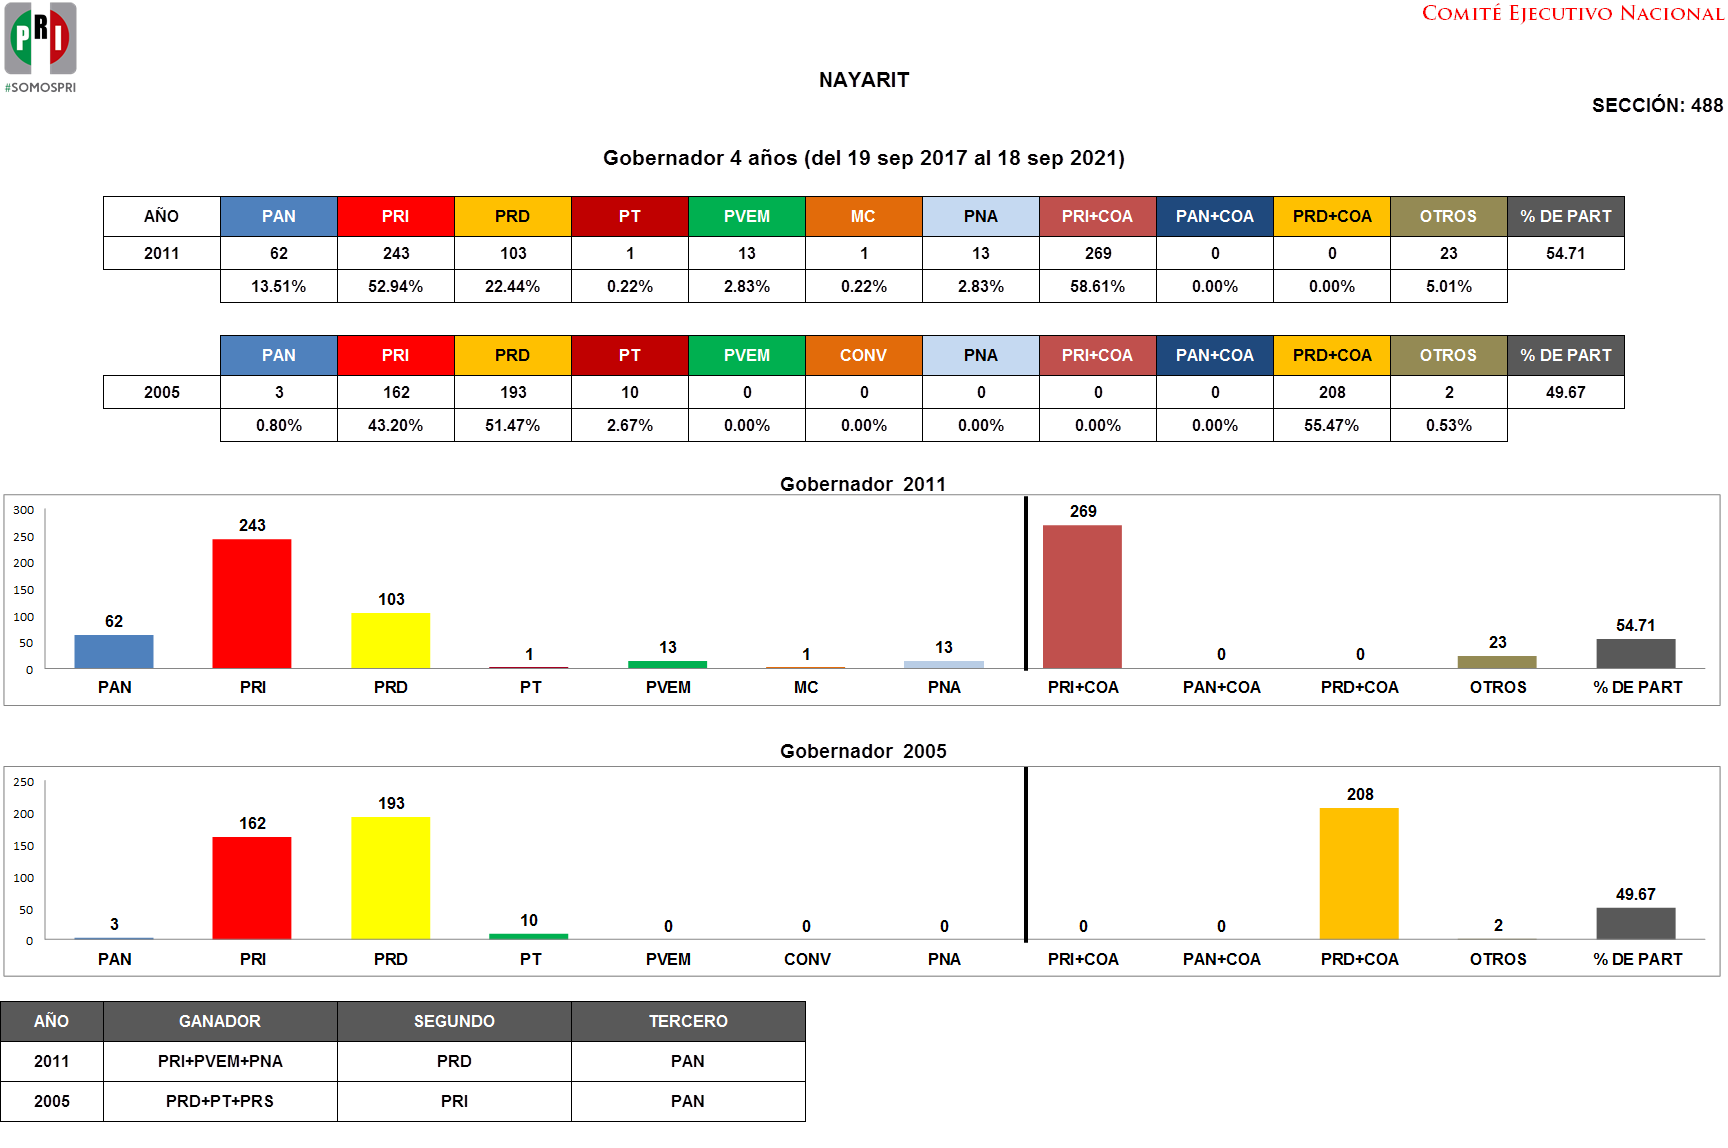 PRI
#SOMOSPRI
COMITÉ EJECUTIVO NACIONAL
NAYARIT
SECCIÓN: 488
Gobernador 4 años (del 19 sep 2017 al 18 sep 2021)
AÑO PAN PRI PRD PT PVEM MC PNA PRI+COA PAN+COA PRD+COA OTROS % DE PART
2011 62 243 103 1 13 1 13 269 0 0 23 54.71
13.51% 52.94% 22.44% 0.22% 2.83% 0.22% 2.83% 58.61% 0.00% 0.00% 5.01%
PAN PRI PRD PT PVEM CONV PNA PRI+COA PAN+COA PRD+COA OTROS % DE PART
2005 3 162 193 10 0 0 0 0 0 208 2 49.67
0.80% 43.20% 51.47% 2.67% 0.00% 0.00% 0.00% 0.00% 0.00% 55.47% 0.53%
Gobernador 2011
300
250
200
150
100
50
0
62 243 103 1 13 1 13 269 0 0 23 54.71
PAN PRI PRD PT PVEM MC PNA PRI+COA PAN+COA PRD+COA OTROS % DE PART
Gobernador 2005
250
200
150
100
50
0
3 162 193 10 0 0 0 0 0 208 2 49.67
PAN PRI PRD PT PVEM CONV PNA PRI+COA PAN+COA PRD+COA OTROS % DE PART
AÑO GANADOR SEGUNDO TERCERO
2011 PRI+PVEM+PNA PRD PAN
2005 PRD+PT+PRS PRI PAN